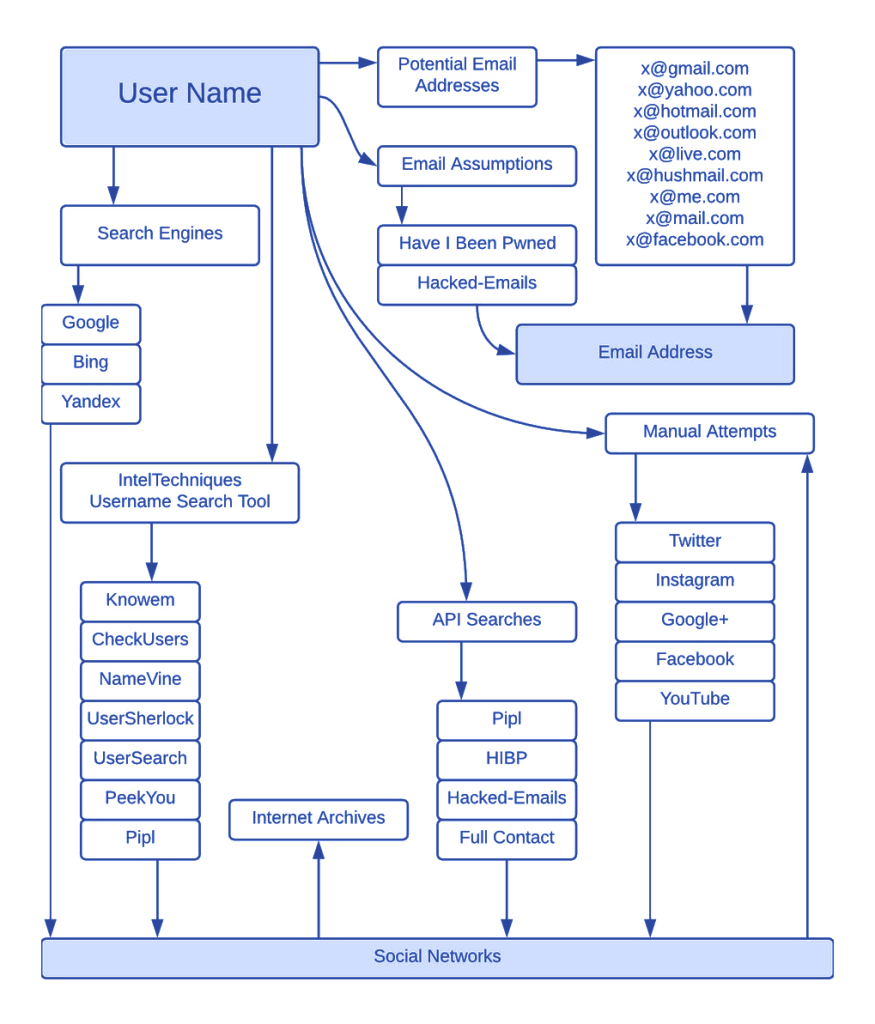 User Name
Potential Email
Addresses
x@gmail.com
x@yahoo.com
x@hotmail.com
x@outlook.com
x@live.com
x@hushmail.com
x@me.com
x@mail.com
x@facebook.com
Email Assumptions
Have I Been Pwned
Hacked-Emails
Email Address
Search Engines
Google
Bing
Yandex
IntelTechniques
Username Search Tool
Knowem
CheckUsers
NameVine
UserSherlock
UserSearch
PeekYou
Pipl
Internet Archives
API Searches
Pipl
HIBP
Hacked-Emails
Full Contact
Manual Attempts
Twitter
Instagram
Google+
Facebook
YouTube
Social Networks